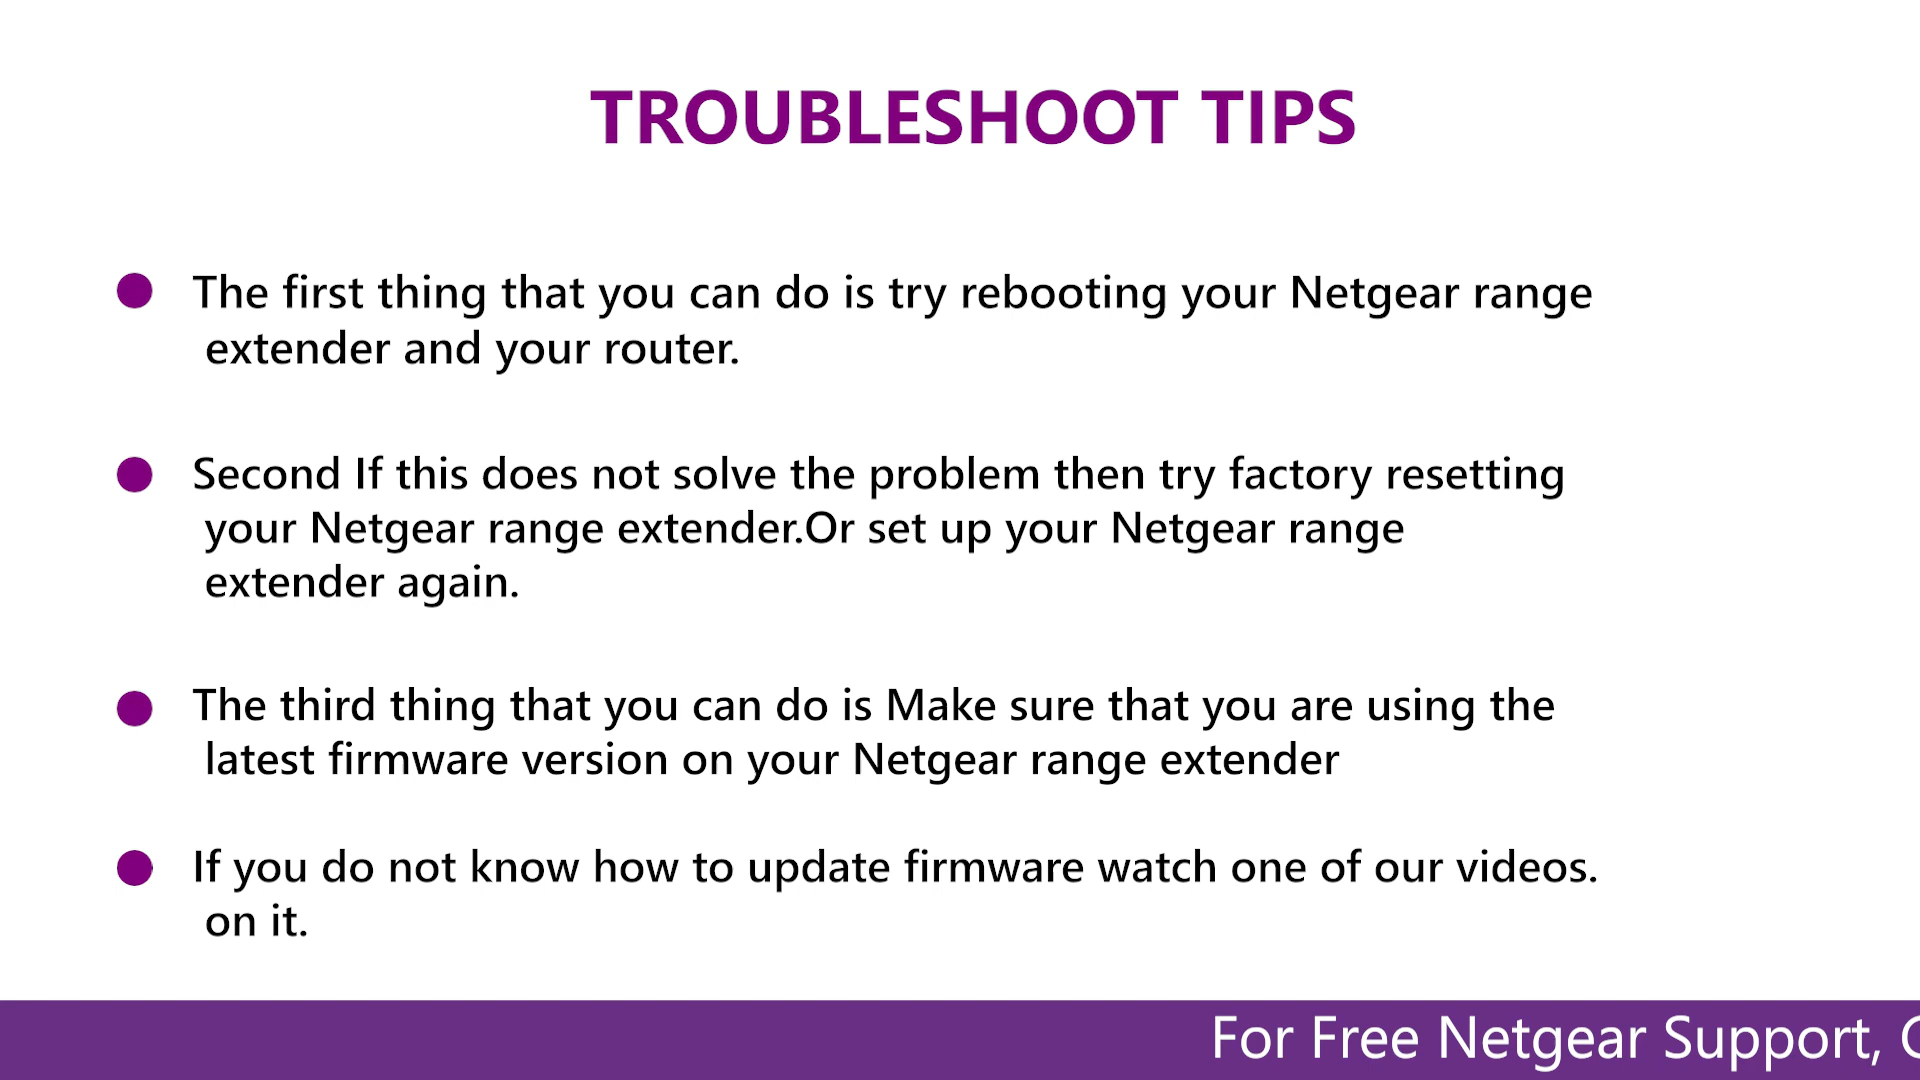 TROUBLESHOOT TIPS
The first thing that you can do is try rebooting your Netgear range
extender and your router.
Second If this does not solve the problem then try factory resetting
your Netgear range extender.Or set up your Netgear range
extender again.
The third thing that you can do is Make sure that you are using the
latest firmware version on your Netgear range extender
If you do not know how to update firmware watch one of our videos.
on it.
For Free Netgear Support,